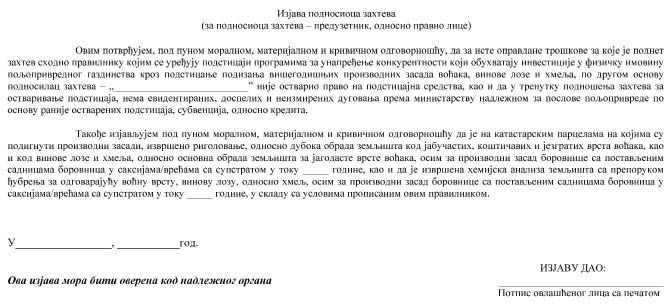 Изјава подносиоца захтева
(за подносиоца захтева – предузетник, односно правно лице)
Овим потврђујем, под пуном моралном, материјалном и кривичном одговорношћу, да за исте оправдане трошкове за које је поднет
захтев сходно правилнику којим се уређују подстицаји програмима за унапређење конкурентности који обухватају инвестиције у физичку имовину
пољопривредног газдинства кроз подстицање подизања вишегодишњих производних засада воћака, винове лозе и хмеља, по другом основу
подносилац захтева – „_________________________“ није остварио право на подстицајна средства, као и да у тренутку подношења захтева за
остваривање подстицаја, нема евидентираних, доспелих и неизмирених дуговања према министарству надлежном за послове пољопривреде по
основу раније остварених подстицаја, субвенција, односно кредита.
Такође изјављујем под пуном моралном, материјалном и кривичном одговорношћу да је на катастарским парцелама на којима су
подигнути производни засади, извршено риголовање, односно дубока обрада земљишта код јабучастих, коштичавих и језгратих врста воћака, као
и код винове лозе и хмеља, односно основна обрада земљишта за јагодасте врсте воћака, осим за производни засад боровнице са постављеним
садницама боровница у саксијама/врећама са супстратом у току _____ године, као и да је извршена хемијска анализа земљишта са препоруком
ђубрења за одговарајућу воћну врсту, винову лозу, односно хмељ, осим за производни засад боровнице са постављеним садницама боровница у
саксијама/врећама са супстратом у току _____ године, у складу са условима прописаним овим правилником.
У_________________, ____________год.
ИЗЈАВУ ДАО:
Ова изјава мора бити оверена код надлежног органа
_____________________________
Потпис овлашћеног лица са печатом